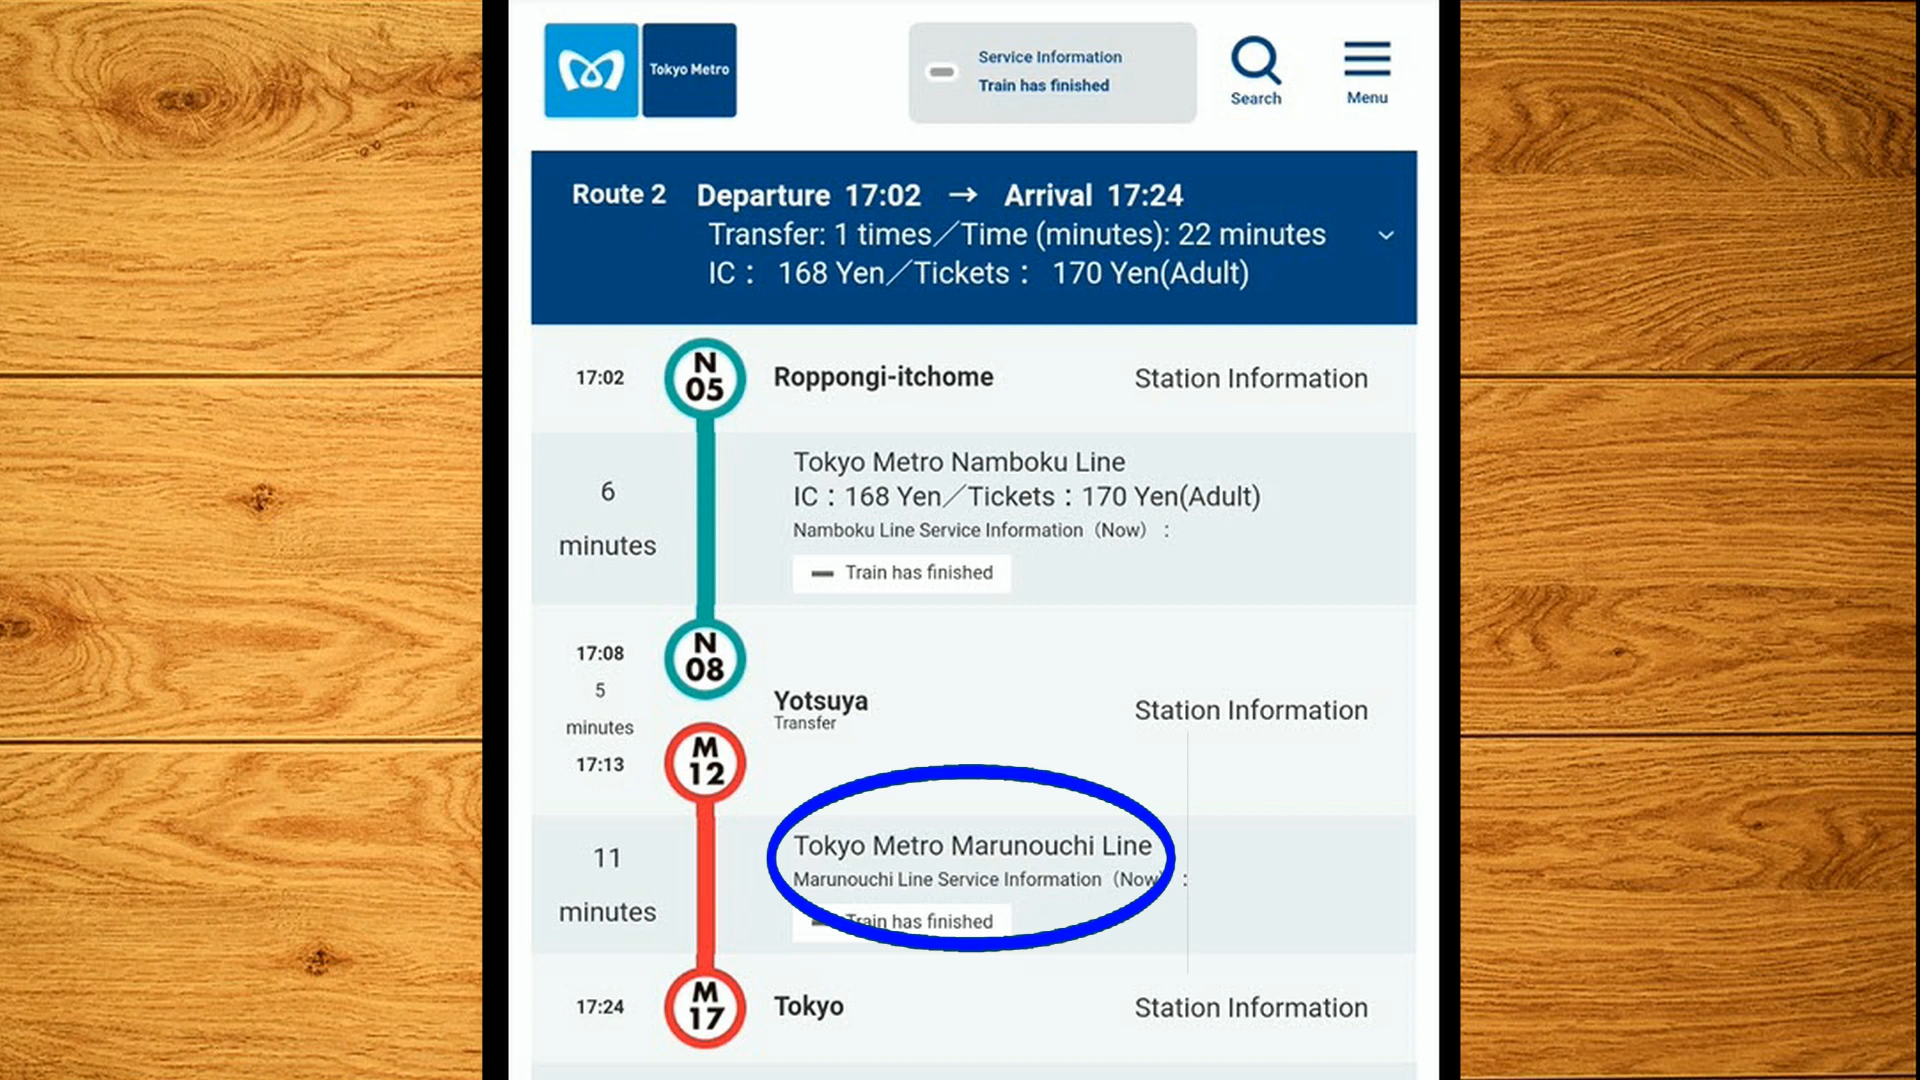 Tokyo Metro
Service Information
Train has finished
Search
Menu
Route 2 Departure 17:02 → Arrival 17:24
Transfer: 1 times／Time (minutes): 22 minutes
IC： 168 Yen／Tickets： 170 Yen(Adult)
17:02
N
05
Roppongi-itchome
Station Information
6
minutes
Tokyo Metro Namboku Line
IC：168 Yen／Tickets：170 Yen(Adult)
Namboku Line Service Information（Now）：
Train has finished
17:08
5
minutes
17:13
N
08
Yotsuya
Transfer
Station Information
M
12
11
minutes
Tokyo Metro Marunouchi Line
Marunouchi Line Service Information（Now）：
Train has finished
17:24
M
17
Tokyo
Station Information